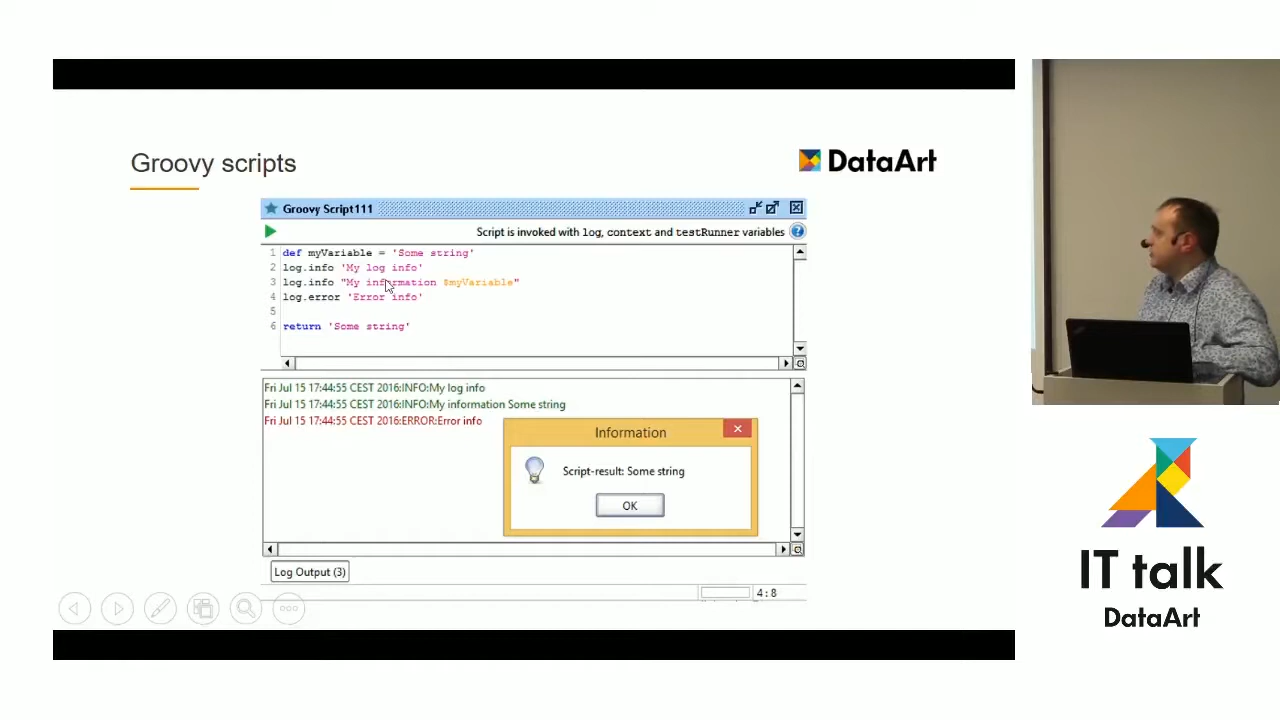 Groovy scripts
DataArt
Groovy Script111
Script is invoked with log, context and testRunner variables
1 def myVariable = 'Some string'
2 log.info 'My log info'
3 log.info "My information $myVariable"
4 log.error 'Error info'
5
6 return 'Some string'
Fri Jul 15 17:44:55 CEST 2016:INFO:My log info
Fri Jul 15 17:44:55 CEST 2016:INFO:My information Some string
Fri Jul 15 17:44:55 CEST 2016:ERROR:Error info
Information
Script-result: Some string
OK
Log Output (3)
4 : 8
IT talk
DataArt